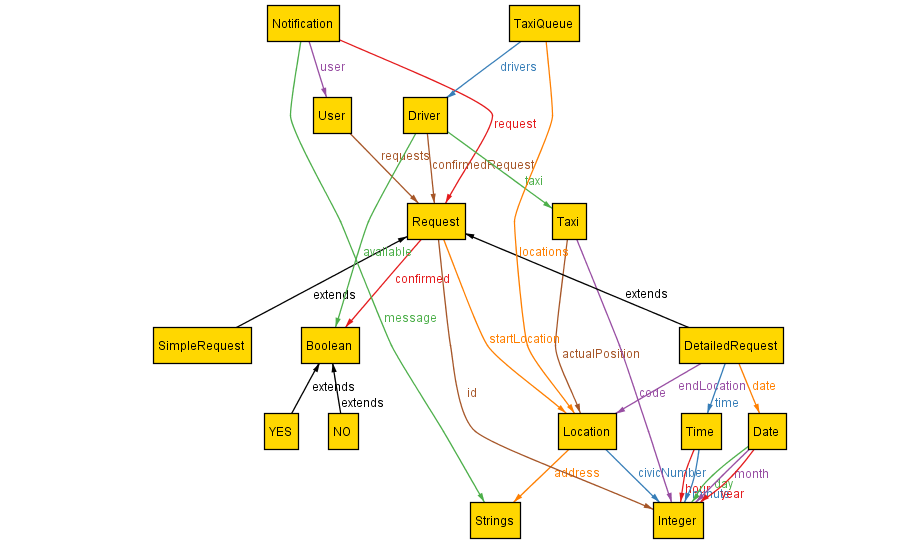 Notification
TaxiQueue
user
drivers
User
Driver
request
requests
confirmedRequest
taxi
Request
Taxi
available
locations
confirmed
extends
extends
message
SimpleRequest
Boolean
startLocation
DetailedRequest
actualPosition
extends
id
code
endLocation
date
extends
time
YES
NO
Location
Time
Date
address
civicNumber
month
hour
day
year
Strings
Integer